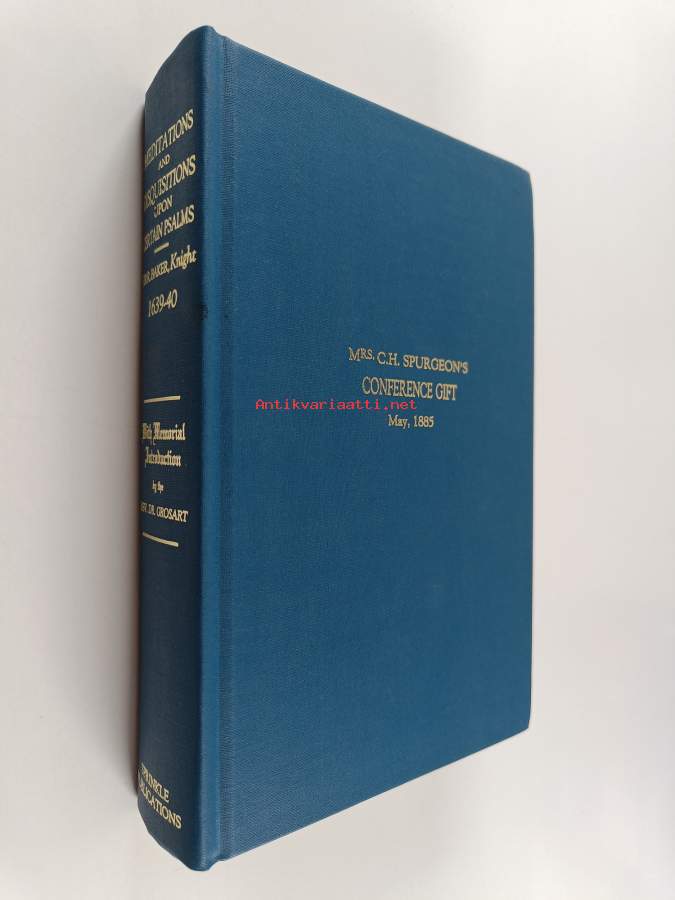 MEDITATIONS
AND
DISQUISITIONS
UPON
CERTAIN PSALMS
BAKER, Knight
1639-40
With Memorial
Introduction
by the
REV. DR. GROSART
SPRINKLE
PUBLICATIONS
MRS. C.H. SPURGEON'S
CONFERENCE GIFT
May, 1885
Antikvariaatti.net